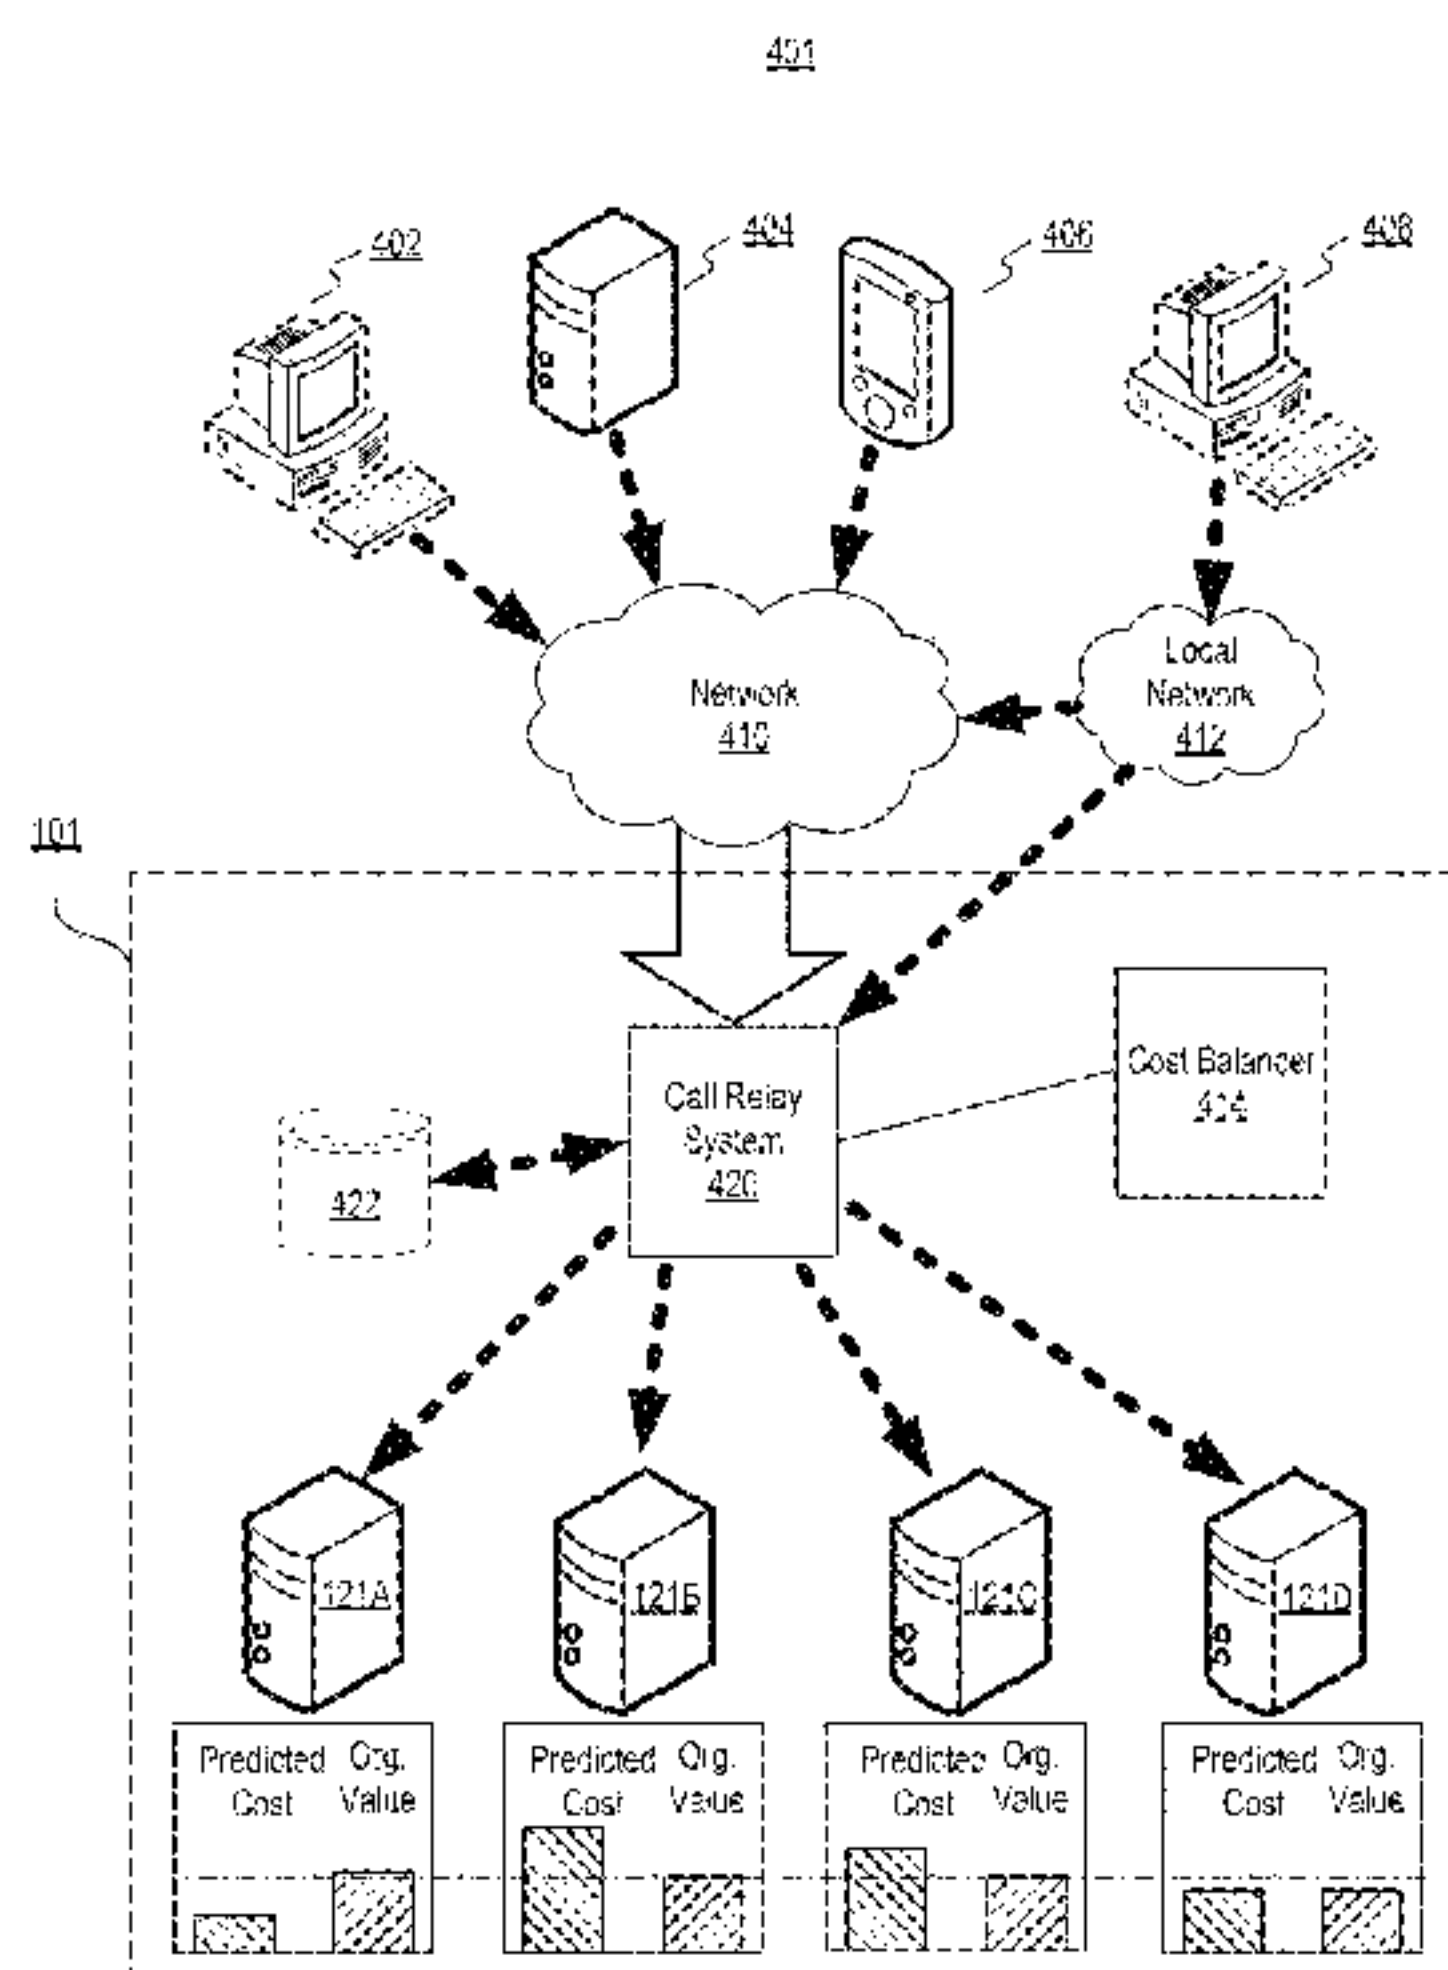 401
402
404
406
408
Local
Network
412
Network
410
101
Cost Balancer
Call Relay
System
420
422
121A
121B
121C
121D
Predicted Org.
Cost Value
Predicted Org.
Cost Value
Predicted Org.
Cost Value
Predicted Org.
Cost Value